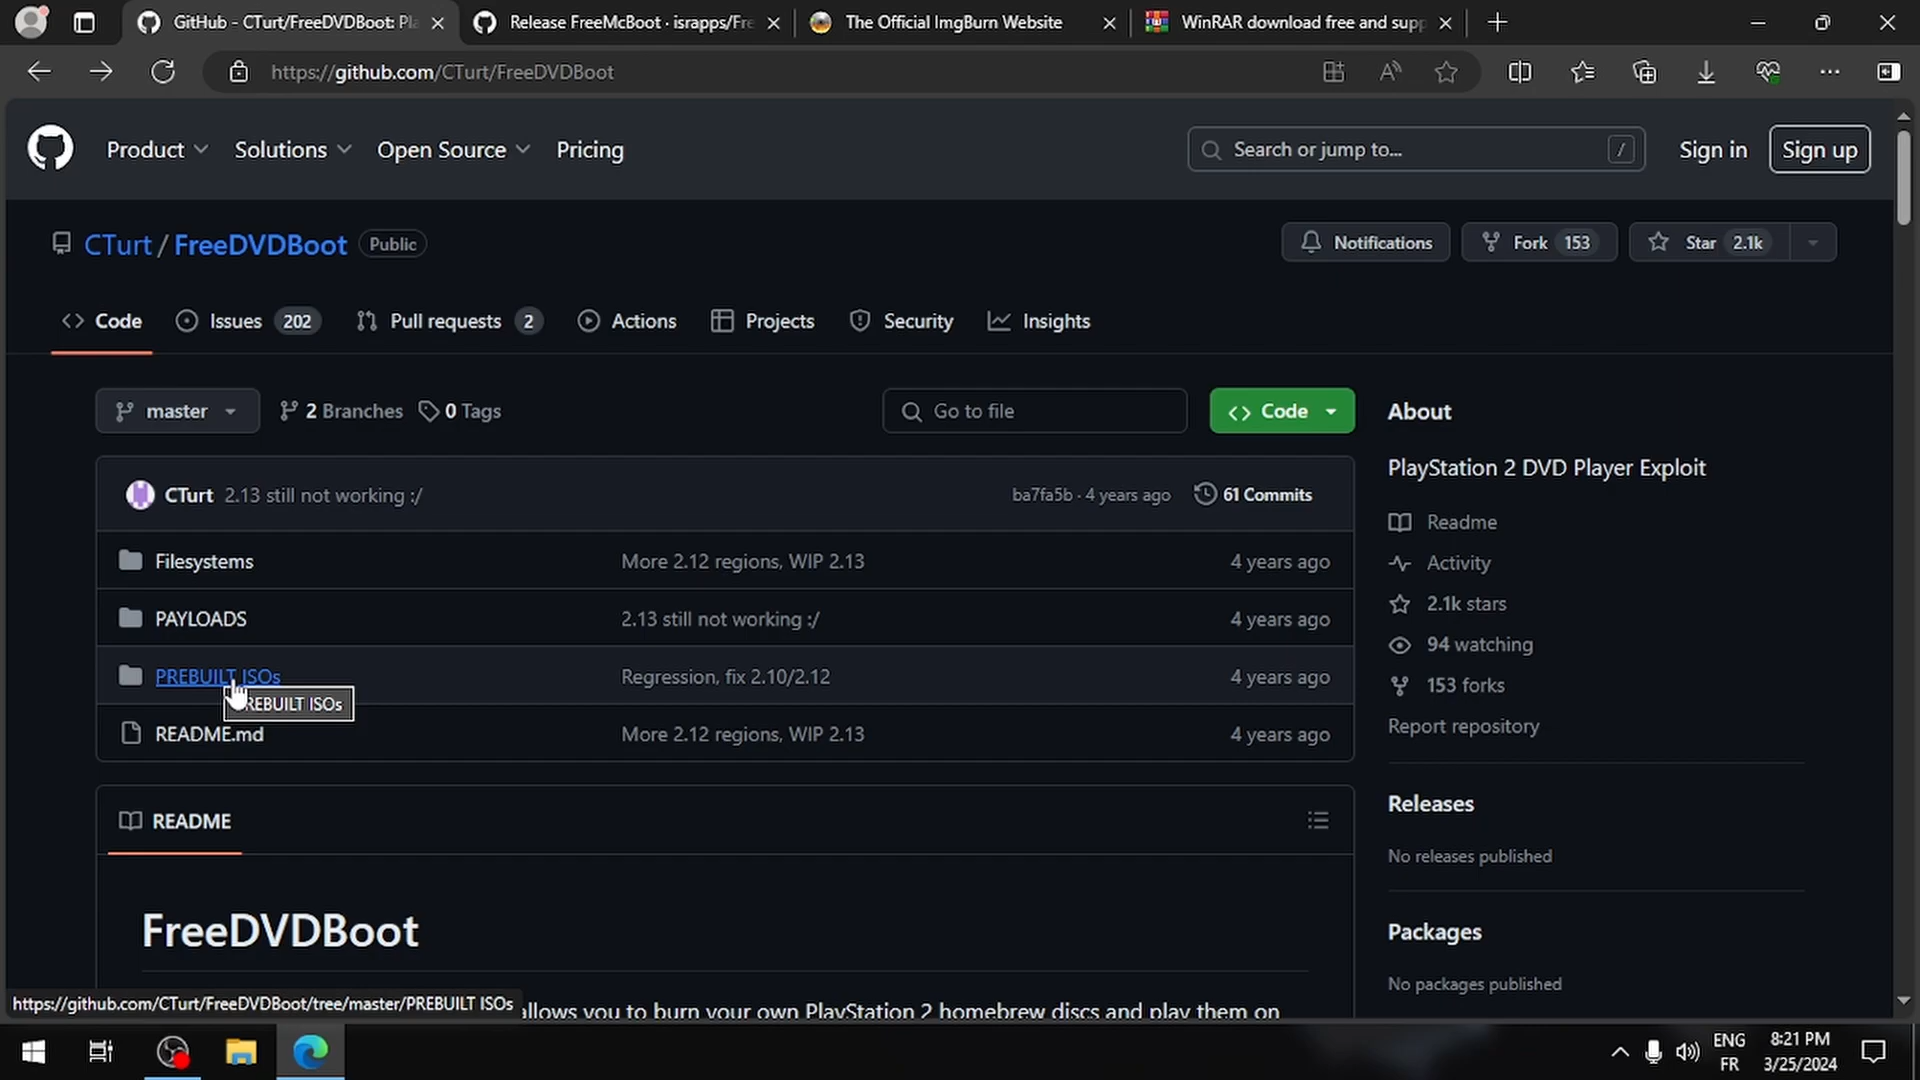 GitHub - CTurt/FreeDVDBoot: Pla
Release FreeMcBoot · israpps/Fre
The Official ImgBurn Website
WinRAR download free and supp
https://github.com/CTurt/FreeDVDBoot
Product
Solutions
Open Source
Pricing
Search or jump to...
/
Sign in
Sign up
CTurt / FreeDVDBoot
Public
Notifications
Fork 153
Star 2.1k
Code
Issues 202
Pull requests 2
Actions
Projects
Security
Insights
master
2 Branches
0 Tags
Go to file
Code
CTurt 2.13 still not working :/
ba7fa5b · 4 years ago
61 Commits
Filesystems
More 2.12 regions, WIP 2.13
4 years ago
PAYLOADS
2.13 still not working :/
4 years ago
PREBUILT ISOs
Regression, fix 2.10/2.12
4 years ago
REBUILT ISOs
README.md
More 2.12 regions, WIP 2.13
4 years ago
README
FreeDVDBoot
llows you to burn your own PlayStation 2 homebrew discs and play them on
About
PlayStation 2 DVD Player Exploit
Readme
Activity
2.1k stars
94 watching
153 forks
Report repository
Releases
No releases published
Packages
No packages published
https://github.com/CTurt/FreeDVDBoot/tree/master/PREBUILT ISOs
ENG
FR
8:21 PM
3/25/2024